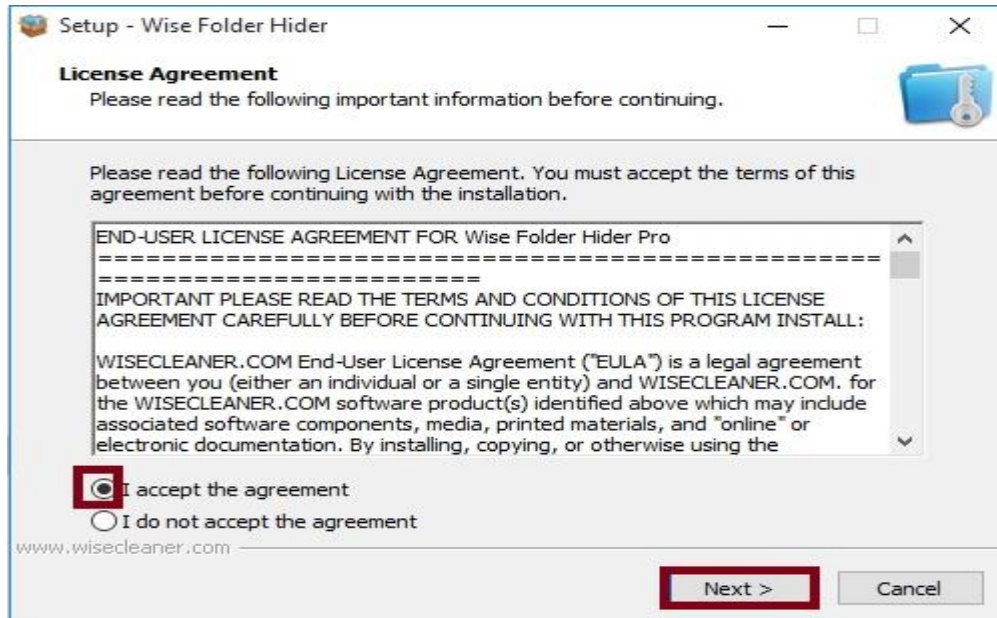 Setup - Wise Folder Hider
License Agreement
Please read the following important information before continuing.
Please read the following License Agreement. You must accept the terms of this
agreement before continuing with the installation.
END-USER LICENSE AGREEMENT FOR Wise Folder Hider Pro
=================================================
========================
IMPORTANT PLEASE READ THE TERMS AND CONDITIONS OF THIS LICENSE
AGREEMENT CAREFULLY BEFORE CONTINUING WITH THIS PROGRAM INSTALL:
WISECLEANER.COM End-User License Agreement ("EULA") is a legal agreement
between you (either an individual or a single entity) and WISECLEANER.COM. for
the WISECLEANER.COM software product(s) identified above which may include
associated software components, media, printed materials, and "online" or
electronic documentation. By installing, copying, or otherwise using the
I accept the agreement
I do not accept the agreement
www.wisecleaner.com
Next >
Cancel